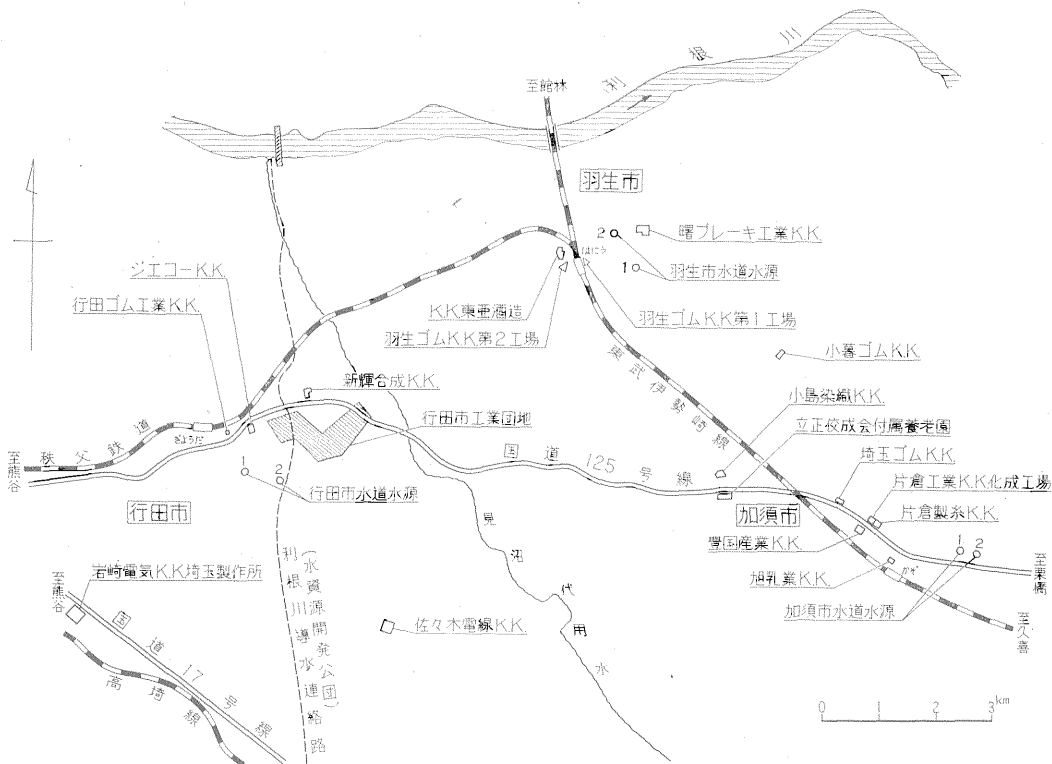 利根川
至館林
羽生市
曙ブレーキ工業K.K.
2
はにう
1
羽生市水道水源
ジエコーK.K.
行田ゴム工業K.K.
K.K.東亜酒造
羽生ゴムK.K.第1工場
羽生ゴムK.K.第2工場
小暮ゴムK.K.
東武伊勢崎線
新輝合成K.K.
小島染織K.K.
行田市工業団地
立正佼成会付属養老園
ぎようだ
埼玉ゴムK.K.
至熊谷
秩父鉄道
国道125号線
片倉工業K.K.化成工場
1
2
行田市水道水源
片倉製糸K.K.
行田市
加須市
豊国産業K.K.
1
2
至栗橋
見沼代用水
旭乳業K.K.
かぞ
至熊谷
岩崎電気K.K.埼玉製作所
加須市水道水源
至久喜
利根川導水連絡路
(水資源開発公団)
佐々木電線K.K.
国道17号線
高埼線
0 1 2 3km